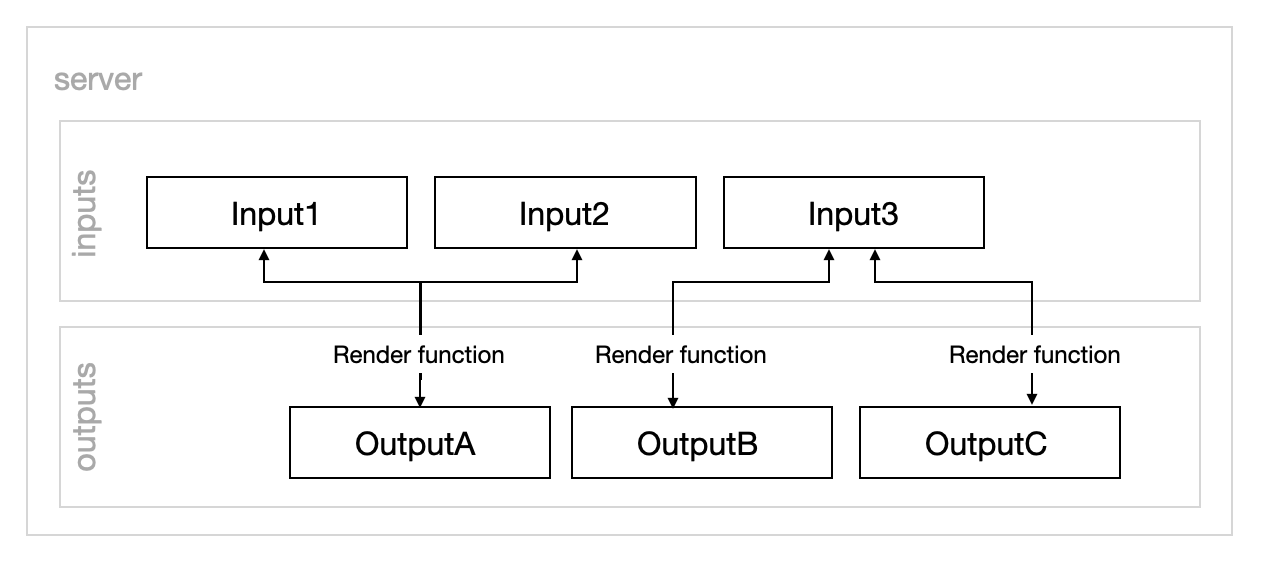 server
inputs
Input1
Input2
Input3
outputs
Render function
Render function
Render function
OutputA
OutputB
OutputC